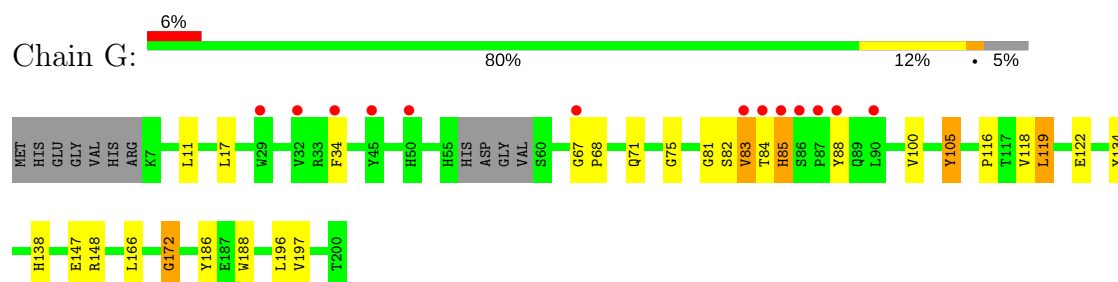 6%
Chain G:
80% 12% • 5%
MET HIS GLU GLY VAL HIS ARG K7 L11 L17 W29 V32 R33 F34 Y45 H50 H55 HIS ASP GLY VAL S60 G67 P68 Q71 G75 G81 S82 V83 T84 H85 S86 P87 Y88 Q89 L90 V100 Y105 P116 T117 V118 L119 E122 Y134
H138 E147 R148 L166 G172 Y186 E187 W188 L196 V197 T200